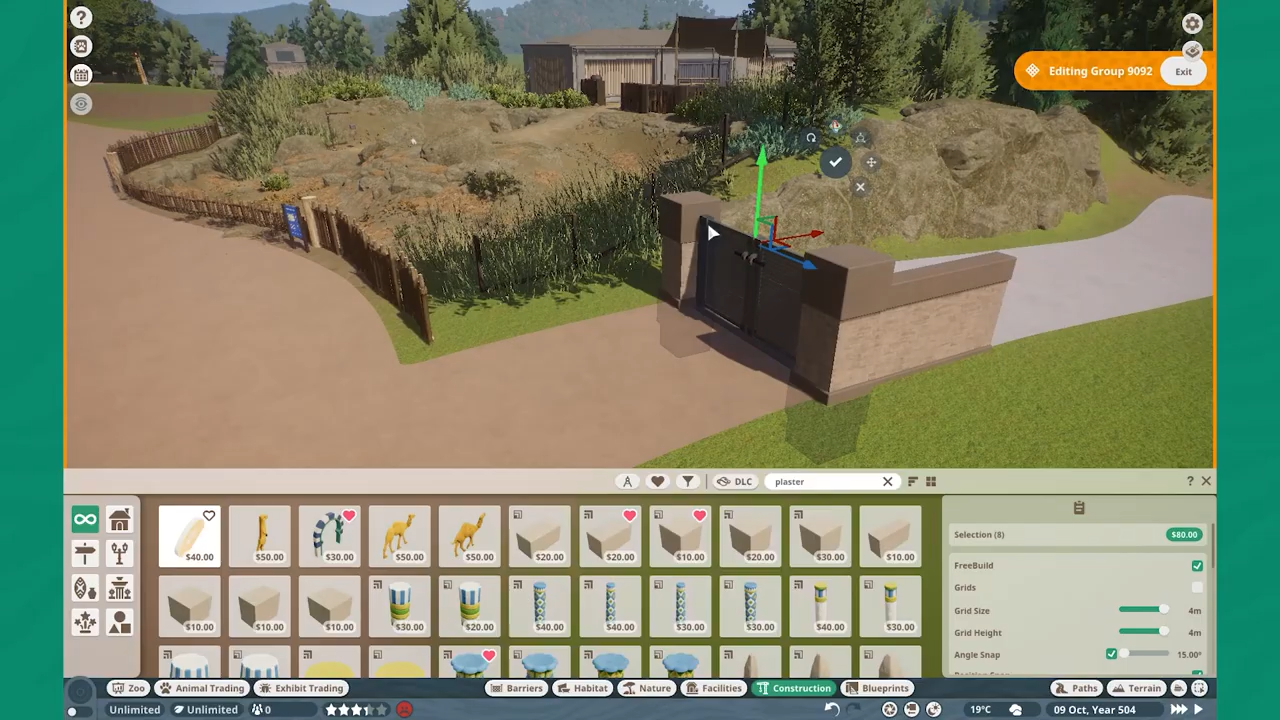 Editing Group 9092
Exit
DLC
plaster
?
$40.00
$50.00
$30.00
$50.00
$50.00
$20.00
$20.00
$10.00
$20.00
$30.00
$10.00
$10.00
$10.00
$10.00
$30.00
$20.00
$40.00
$40.00
$30.00
$30.00
$40.00
$30.00
Selection (8)
$80.00
FreeBuild
Grids
Grid Size
4m
Grid Height
4m
Angle Snap
15.00°
Zoo
Animal Trading
Exhibit Trading
Barriers
Habitat
Nature
Facilities
Construction
Blueprints
Paths
Terrain
Unlimited
Unlimited
0
19°C
09 Oct, Year 504